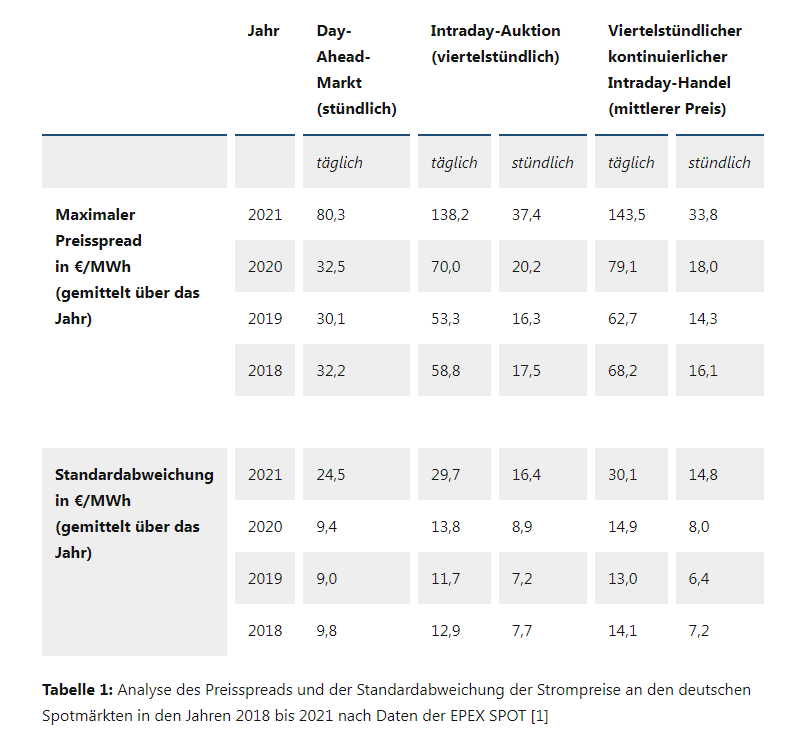 Jahr Day-Ahead-Markt (stündlich) Intraday-Auktion (viertelstündlich) Viertelstündlicher kontinuierlicher Intraday-Handel (mittlerer Preis)
täglich täglich stündlich täglich stündlich
Maximaler Preisspread in €/MWh (gemittelt über das Jahr) 2021 80,3 138,2 37,4 143,5 33,8
2020 32,5 70,0 20,2 79,1 18,0
2019 30,1 53,3 16,3 62,7 14,3
2018 32,2 58,8 17,5 68,2 16,1
Standardabweichung in €/MWh (gemittelt über das Jahr) 2021 24,5 29,7 16,4 30,1 14,8
2020 9,4 13,8 8,9 14,9 8,0
2019 9,0 11,7 7,2 13,0 6,4
2018 9,8 12,9 7,7 14,1 7,2
Tabelle 1: Analyse des Preisspreads und der Standardabweichung der Strompreise an den deutschen
Spotmärkten in den Jahren 2018 bis 2021 nach Daten der EPEX SPOT [1]